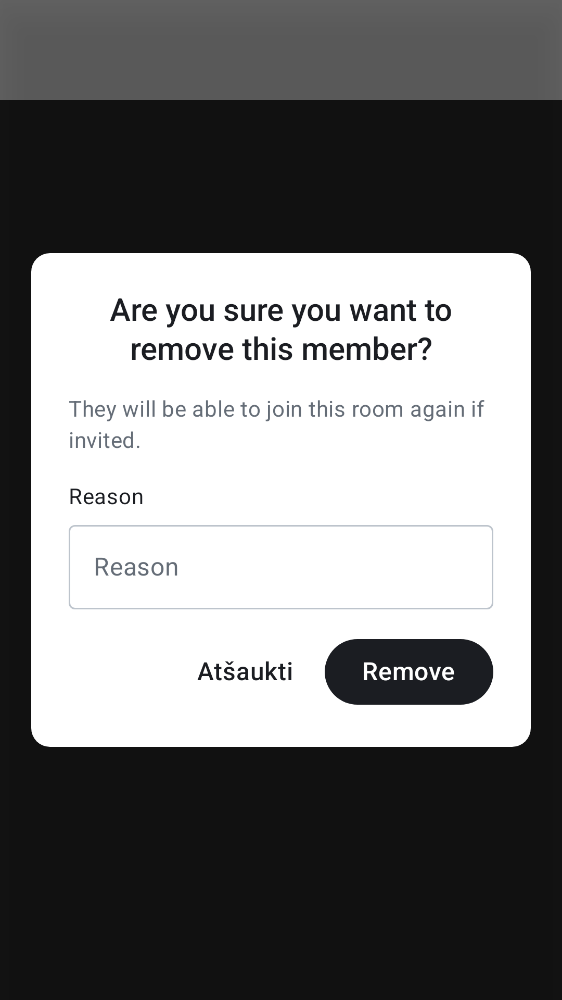 Are you sure you want to
remove this member?
They will be able to join this room again if
invited.
Reason
Reason
Atšaukti
Remove